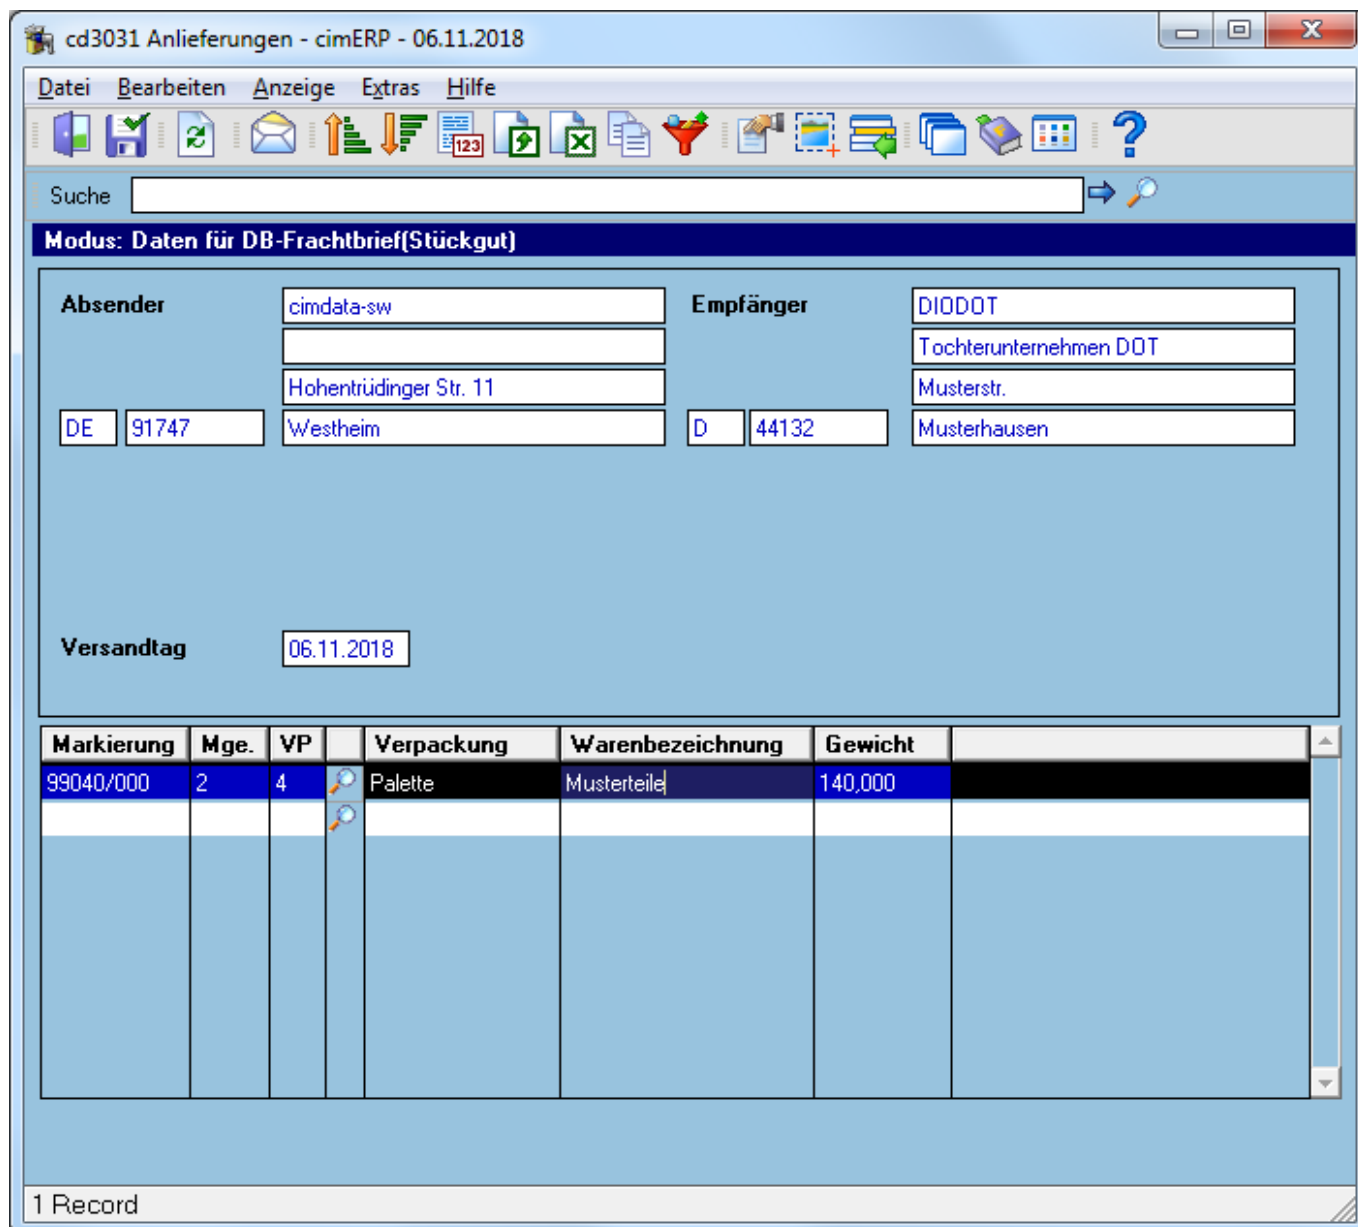 cd3031 Anlieferungen - cimERP - 06.11.2018
Datei Bearbeiten Anzeige Extras Hilfe
123
Suche
Modus: Daten für DB-Frachtbrief(Stückgut)
Absender cimdata-sw Empfänger DIODOT
Tochterunternehmen DOT
Hohentrüdinger Str. 11 Musterstr.
DE 91747 Westheim D 44132 Musterhausen
Versandtag 06.11.2018
Markierung Mge. VP Verpackung Warenbezeichnung Gewicht
99040/000 2 4 Palette Musterteile 140,000
1 Record